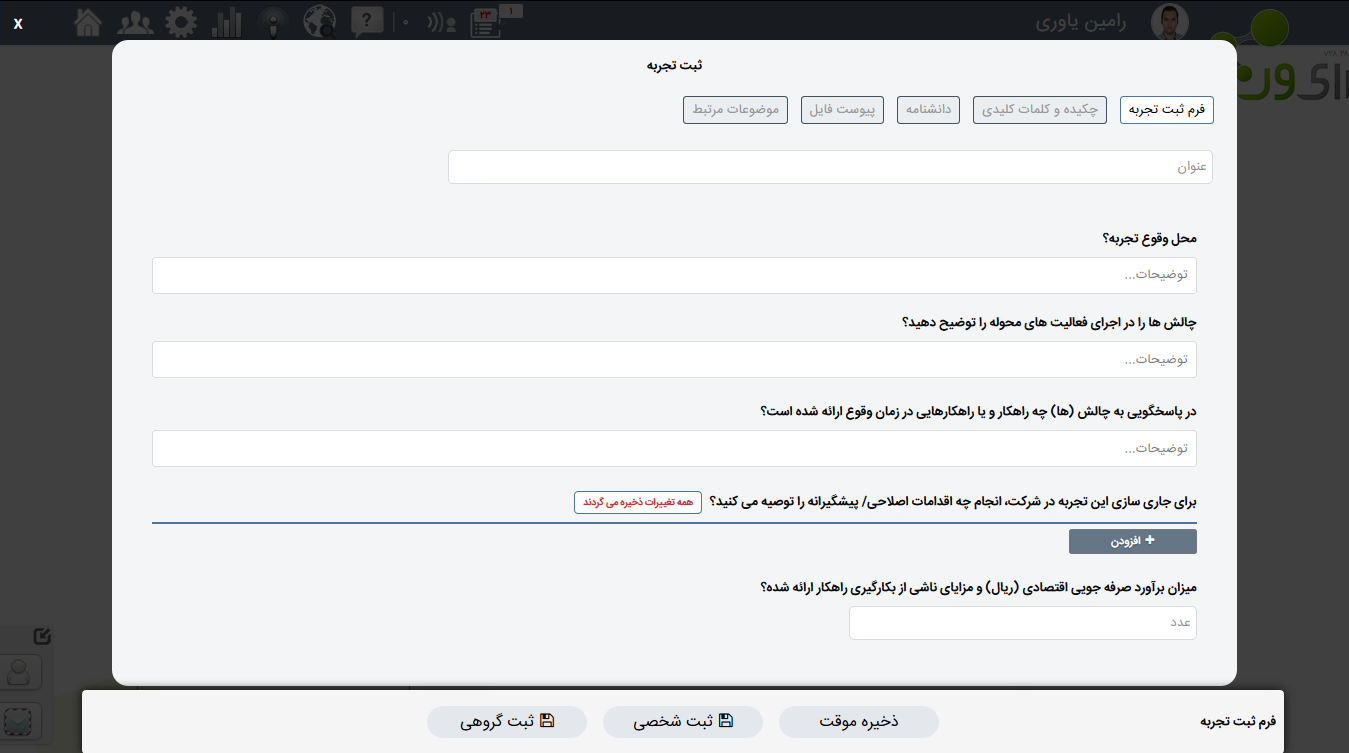 X
۲۳
۱
۰
?
رامین یاوری
ثبت تجربه
فرم ثبت تجربه
چکیده و کلمات کلیدی
دانشنامه
پیوست فایل
موضوعات مرتبط
عنوان
محل وقوع تجربه؟
توضیحات...
چالش ها را در اجرای فعالیت های محوله را توضیح دهید؟
توضیحات...
در پاسخگویی به چالش (ها) چه راهکار و یا راهکارهایی در زمان وقوع ارائه شده است؟
توضیحات...
برای جاری سازی این تجربه در شرکت، انجام چه اقدامات اصلاحی/ پیشگیرانه را توصیه می کنید؟ همه تغییرات ذخیره می گردند
+ افزودن
میزان برآورد صرفه جویی اقتصادی (ریال) و مزایای ناشی از بکارگیری راهکار ارائه شده؟
عدد
فرم ثبت تجربه
ذخیره موقت
ثبت شخصی
ثبت گروهی